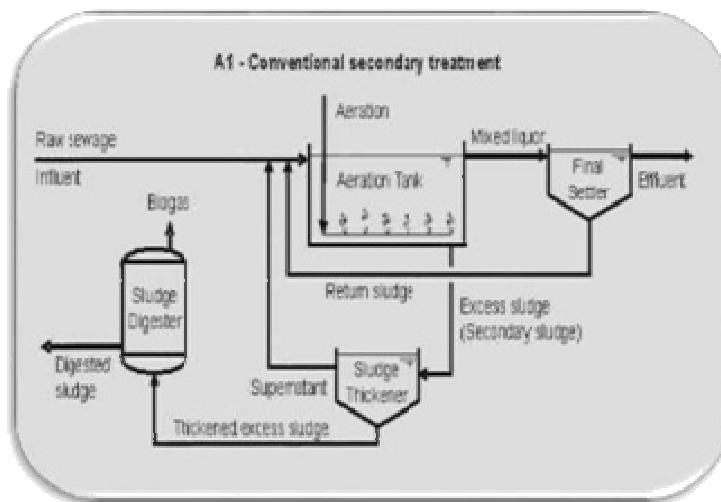 A1 - Conventional secondary treatment
Aeration
Mixed liquor
Raw sewage
Influent
Aeration Tank
Final
Settler
Effluent
Biogas
Sludge
Digester
Return sludge
Excess sludge
(Secondary sludge)
Digested
sludge
Supernatant
Sludge
Thickener
Thickened excess sludge